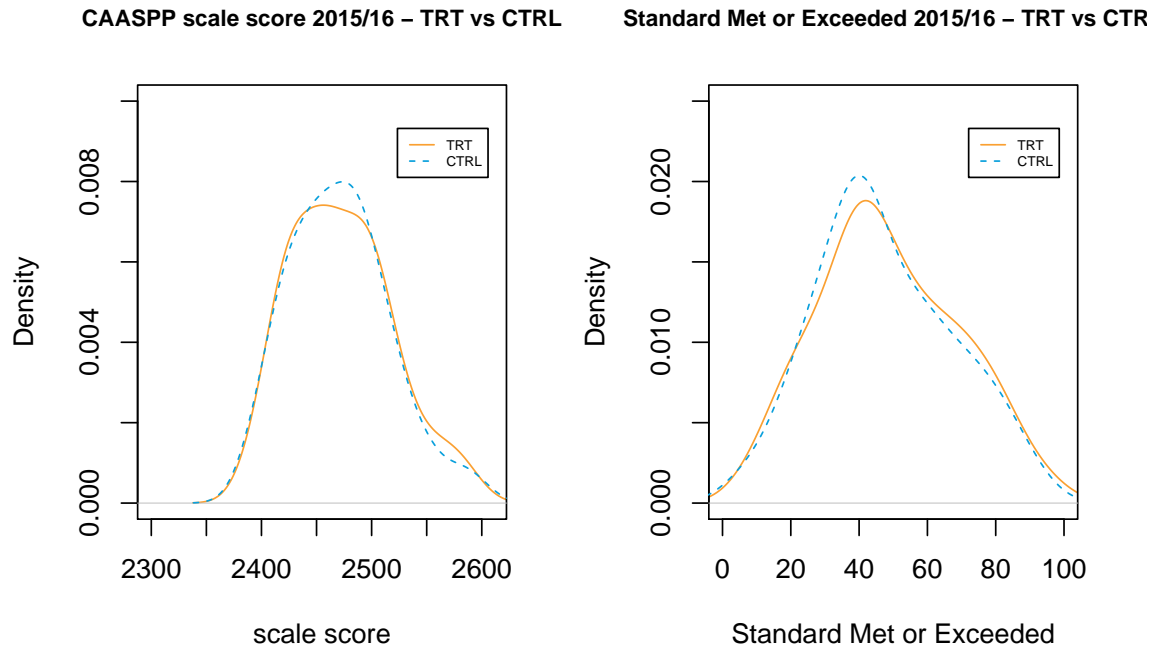 CAASPP scale score 2015/16 – TRT vs CTRL
TRT
CTRL
Density
0.000
0.004
0.008
2300
2400
2500
2600
scale score
Standard Met or Exceeded 2015/16 – TRT vs CTR
TRT
CTRL
Density
0.000
0.010
0.020
0
20
40
60
80
100
Standard Met or Exceeded